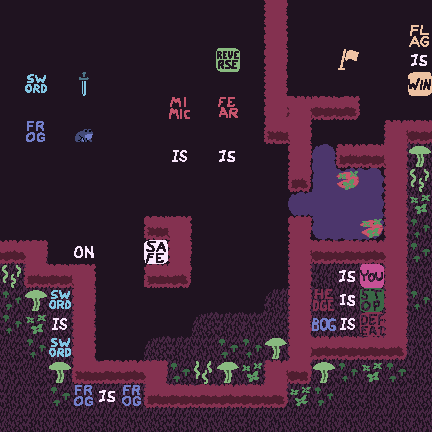 FLAG
IS
WIN
REVERSE
SWORD
MIMIC FEAR
FROG
IS IS
ON
SAFE
IS YOU
SWORD
HEDGE IS STOP
IS
BOG IS DEFEAT
SWORD
FROG IS FROG